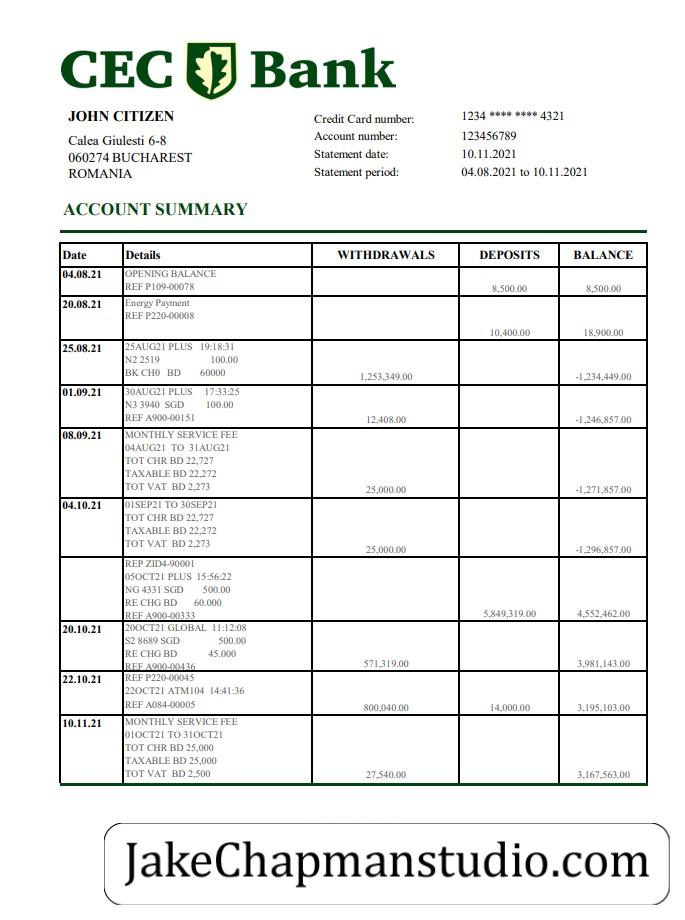 CEC Bank
JOHN CITIZEN
Calea Giulesti 6-8
060274 BUCHAREST
ROMANIA
Credit Card number: 1234 **** **** 4321
Account number: 123456789
Statement date: 10.11.2021
Statement period: 04.08.2021 to 10.11.2021
ACCOUNT SUMMARY
Date Details WITHDRAWALS DEPOSITS BALANCE
04.08.21 OPENING BALANCE
REF P109-00078 8,500.00 8,500.00
20.08.21 Energy Payment
REF P220-00008
10,400.00 18,900.00
25.08.21 25AUG21 PLUS 19:18:31
N2 2519 100.00
BK CH0 BD 60000 1,253,349.00 -1,234,449.00
01.09.21 30AUG21 PLUS 17:33:25
N3 3940 SGD 100.00
REF A900-00151 12,408.00 -1,246,857.00
08.09.21 MONTHLY SERVICE FEE
04AUG21 TO 31AUG21
TOT CHR BD 22,727
TAXABLE BD 22,272
TOT VAT BD 2,273 25,000.00 -1,271,857.00
04.10.21 01SEP21 TO 30SEP21
TOT CHR BD 22,727
TAXABLE BD 22,272
TOT VAT BD 2,273 25,000.00 -1,296,857.00
REP ZID4-90001
05OCT21 PLUS 15:56:22
NG 4331 SGD 500.00
RE CHG BD 60.000
REF A900-00333 5,849,319.00 4,552,462.00
20.10.21 20OCT21 GLOBAL 11:12:08
S2 8689 SGD 500.00
RE CHG BD 45.000
REF A900-00436 571,319.00 3,981,143.00
22.10.21 REF P220-00045
22OCT21 ATM104 14:41:36
REF A084-00005 800,040.00 14,000.00 3,195,103.00
10.11.21 MONTHLY SERVICE FEE
01OCT21 TO 31OCT21
TOT CHR BD 25,000
TAXABLE BD 25,000
TOT VAT BD 2,500 27,540.00 3,167,563.00
JakeChapmanstudio.com